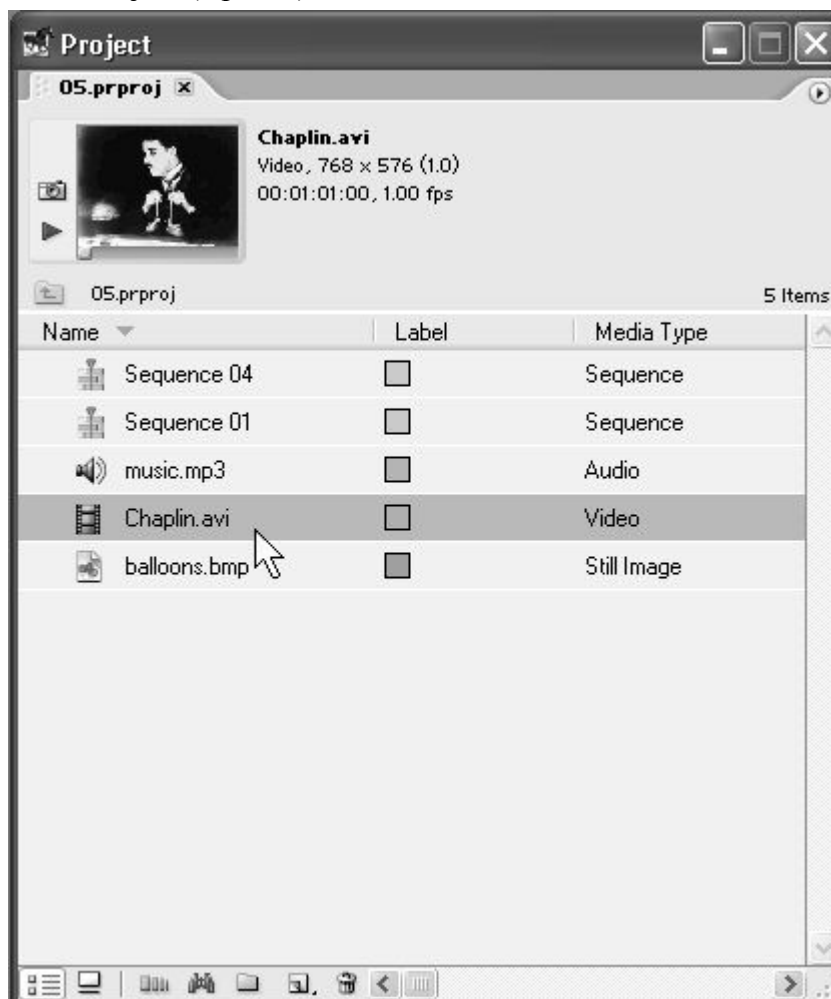 Project
05.prproj
Chaplin.avi
Video, 768 x 576 (1.0)
00:01:01:00, 1.00 fps
05.prproj 5 Items
Name Label Media Type
Sequence 04 Sequence
Sequence 01 Sequence
music.mp3 Audio
Chaplin.avi Video
balloons.bmp Still Image